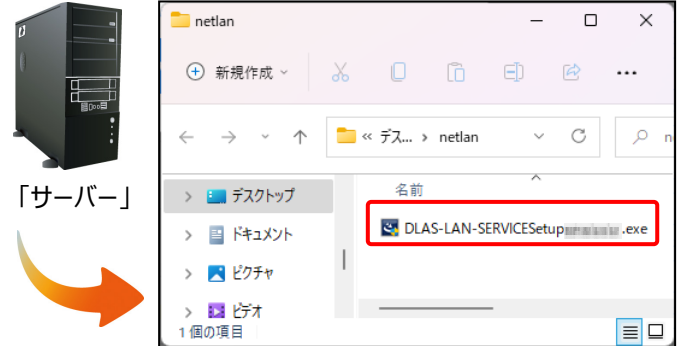 netlan
新規作成
« デス... › netlan
n
デスクトップ
ドキュメント
ピクチャ
ビデオ
名前
DLAS-LAN-SERVICESetup .exe
1 個の項目
「サーバー」